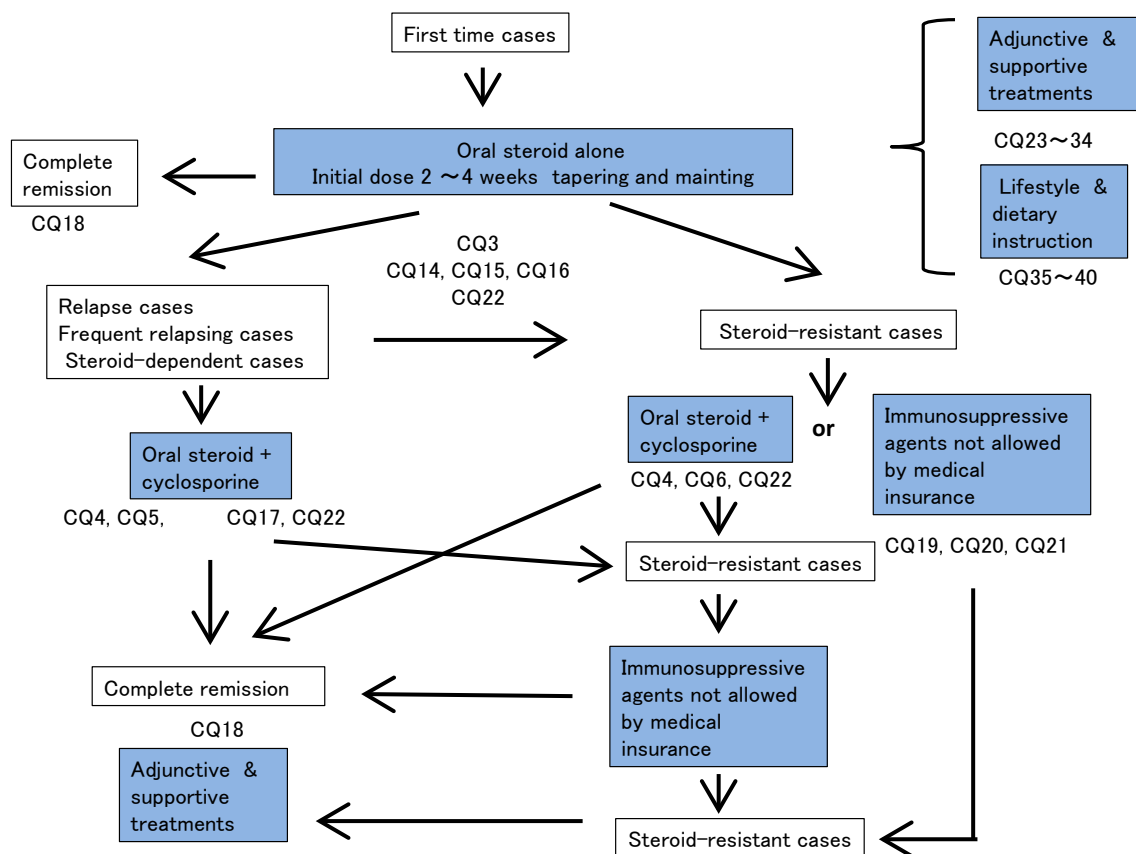 First time cases
Adjunctive &
supportive
treatments
CQ23～34
Oral steroid alone
Initial dose 2 ～4 weeks tapering and mainting
Complete
remission
CQ18
Lifestyle &
dietary
instruction
CQ35～40
CQ3
CQ14, CQ15, CQ16
CQ22
Relapse cases
Frequent relapsing cases
Steroid-dependent cases
Steroid-resistant cases
Oral steroid +
cyclosporine
CQ4, CQ5, CQ17, CQ22
Oral steroid +
cyclosporine
CQ4, CQ6, CQ22
or
Immunosuppressive
agents not allowed
by medical
insurance
CQ19, CQ20, CQ21
Steroid-resistant cases
Complete remission
CQ18
Immunosuppressive
agents not allowed
by medical
insurance
Adjunctive &
supportive
treatments
Steroid-resistant cases